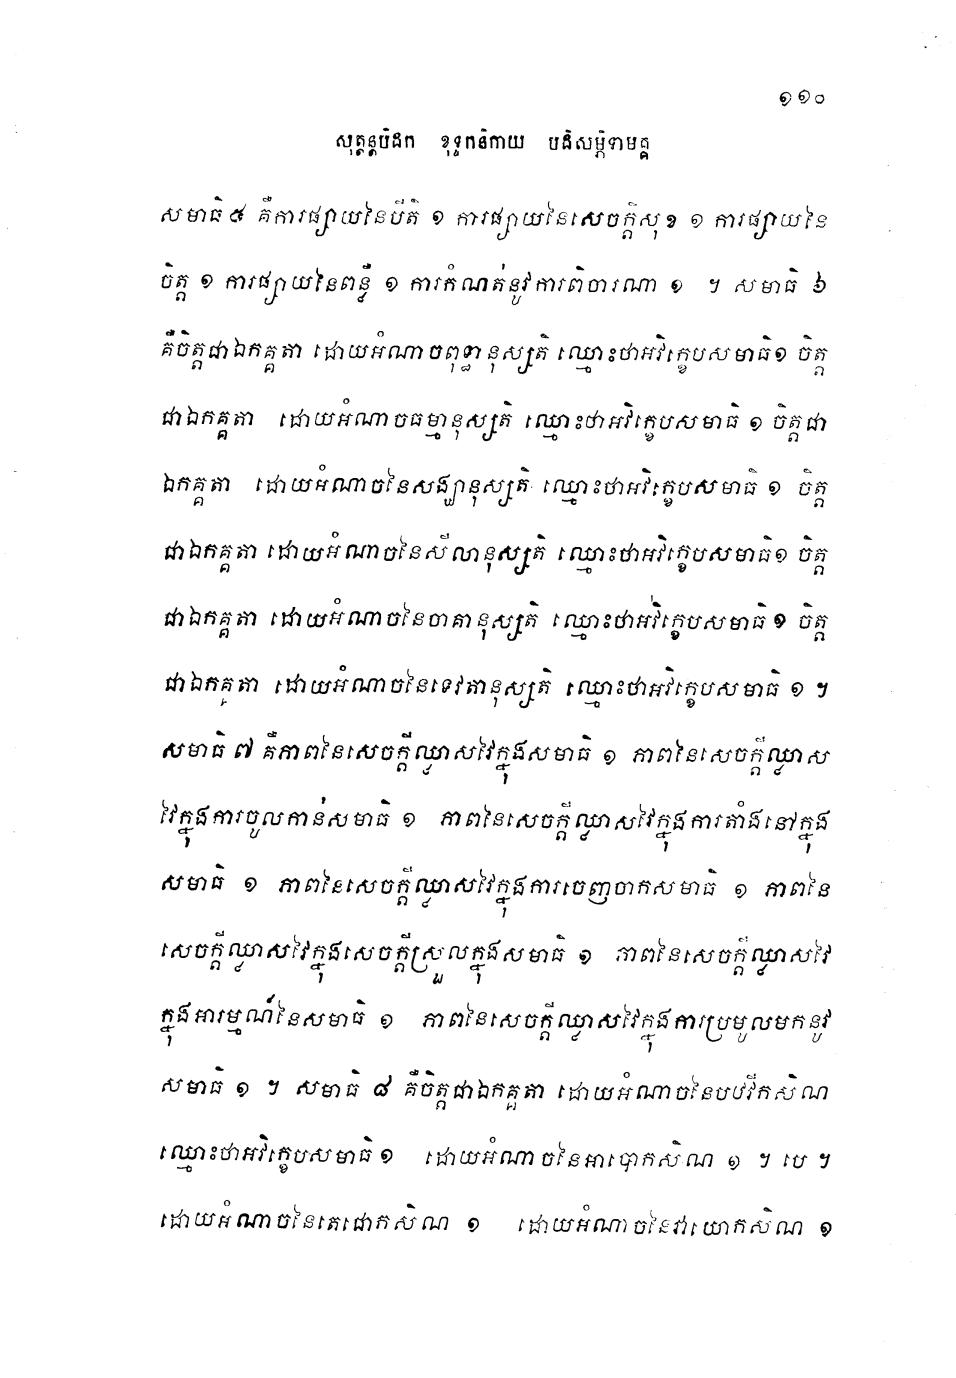 ១១០
សុត្តន្តបិដក ខុទ្ទកនិកាយ បដិសម្ភិទាមគ្គ
សមាធិ ៥ គឺការផ្សាយនៃបីតិ ១ ការផ្សាយនៃសេចក្តីសុខ ១ ការផ្សាយនៃ
ចិត្ត ១ ការផ្សាយនៃពន្លឺ ១ ការកំណត់នូវការពិចារណា ១ ។ សមាធិ ៦
គឺចិត្តជាឯកគ្គតា ដោយអំណាចពុទ្ធានុស្សតិ ឈ្មោះថាអវិក្ខេបសមាធិ១ ចិត្ត
ជាឯកគ្គតា ដោយអំណាចធម្មានុស្សតិ ឈ្មោះថាអវិក្ខេបសមាធិ ១ ចិត្តជា
ឯកគ្គតា ដោយអំណាចនៃសង្ឃានុស្សតិ ឈ្មោះថាអវិក្ខេបសមាធិ ១ ចិត្ត
ជាឯកគ្គតា ដោយអំណាចនៃសីលានុស្សតិ ឈ្មោះថាអវិក្ខេបសមាធិ១ ចិត្ត
ជាឯកគ្គតា ដោយអំណាចនៃចាគានុស្សតិ ឈ្មោះថាអវិក្ខេបសមាធិ ១ ចិត្ត
ជាឯកគ្គតា ដោយអំណាចនៃទេវតានុស្សតិ ឈ្មោះថាអវិក្ខេបសមាធិ ១ ។
សមាធិ ៧ គឺភាពនៃសេចក្តីឈ្លាសវៃក្នុងសមាធិ ១ ភាពនៃសេចក្តីឈ្លាស
វៃក្នុងការចូលកាន់សមាធិ ១ ភាពនៃសេចក្តីឈ្លាសវៃក្នុងការតាំងនៅក្នុង
សមាធិ ១ ភាពនៃសេចក្តីឈ្លាសវៃក្នុងការចេញចាកសមាធិ ១ ភាពនៃ
សេចក្តីឈ្លាសវៃក្នុងសេចក្តីស្រួលក្នុងសមាធិ ១ ភាពនៃសេចក្តីឈ្លាសវៃ
ក្នុងអារម្មណ៍នៃសមាធិ ១ ភាពនៃសេចក្តីឈ្លាសវៃក្នុងការប្រមូលមកនូវ
សមាធិ ១ ។ សមាធិ ៨ គឺចិត្តជាឯកគ្គតា ដោយអំណាចនៃបឋវីកសិណ
ឈ្មោះថាអវិក្ខេបសមាធិ ១ ដោយអំណាចនៃអាបោកសិណ ១ ។ បេ ។
ដោយអំណាចនៃតេជោកសិណ ១ ដោយអំណាចនៃវាយោកសិណ ១